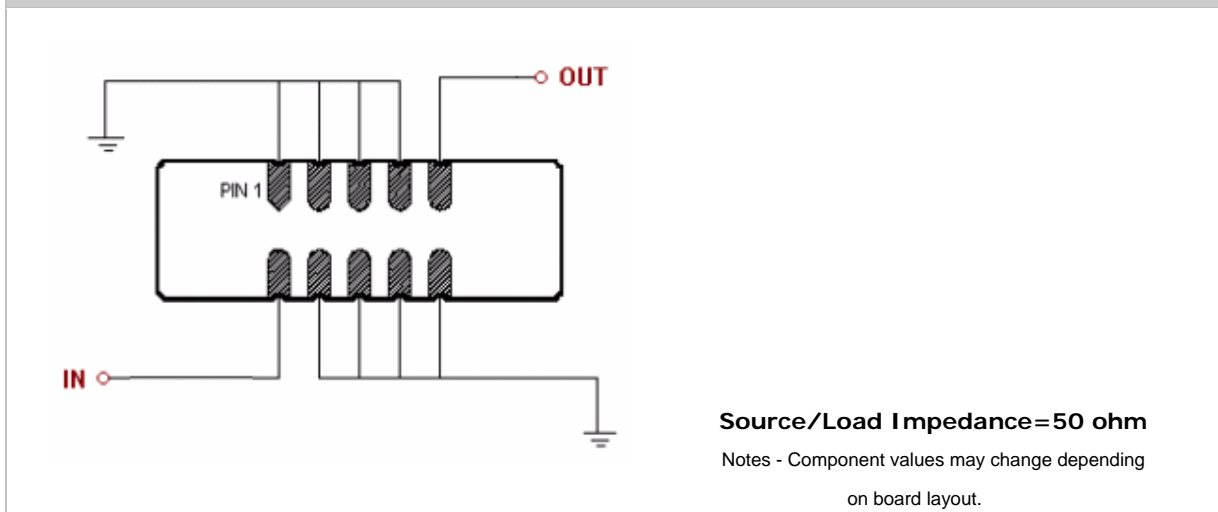 OUT
PIN 1
IN
Source/Load Impedance=50 ohm
Notes - Component values may change depending
on board layout.